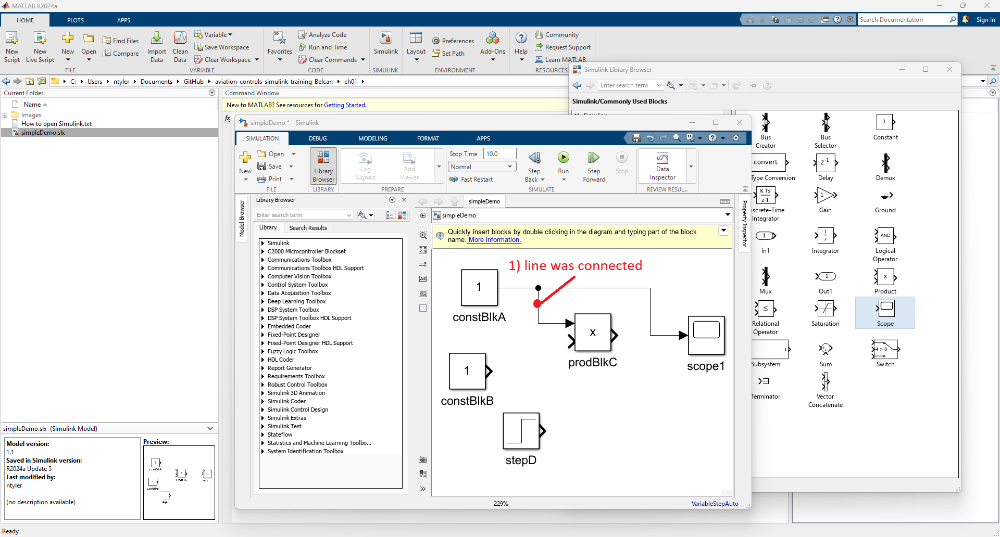 MATLAB R2024a
HOME PLOTS APPS
Search Documentation Sign In
New Script
New Live Script
New
Open
Find Files
Compare
FILE
Import Data
Clean Data
Variable
Save Workspace
Clear Workspace
VARIABLE
Favorites
Analyze Code
Run and Time
Clear Commands
CODE
Simulink
SIMULINK
Layout
Preferences
Set Path
Add-Ons
ENVIRONMENT
Help
Community
Request Support
Learn MATLAB
RESOURCES
C: Users ntyler Documents GitHub aviation-controls-simulink-training-Belcan ch01
Current Folder
Name
Images
How to open Simulink.txt
simpleDemo.slx
simpleDemo.slx (Simulink Model)
Model version:
1.1
Saved in Simulink version:
R2024a Update 5
Last modified by:
ntyler
(no description available)
Preview:
Ready
Command Window
New to MATLAB? See resources for Getting Started.
fx
simpleDemo * - Simulink
SIMULATION DEBUG MODELING FORMAT APPS
New
Open
Save
Print
FILE
Library Browser
LIBRARY
Log Signals
Add Viewer
PREPARE
Stop Time 10.0
Normal
Fast Restart
Step Back
Run
Step Forward
Stop
SIMULATE
Data Inspector
REVIEW RESUL...
Model Browser
Library Browser
Enter search term
Library Search Results
Simulink
C2000 Microcontroller Blockset
Communications Toolbox
Communications Toolbox HDL Support
Computer Vision Toolbox
Control System Toolbox
Data Acquisition Toolbox
Deep Learning Toolbox
DSP System Toolbox
DSP System Toolbox HDL Support
Embedded Coder
Fixed-Point Designer
Fixed-Point Designer HDL Support
Fuzzy Logic Toolbox
HDL Coder
Report Generator
Requirements Toolbox
Robust Control Toolbox
Simulink 3D Animation
Simulink Coder
Simulink Control Design
Simulink Extras
Simulink Test
Stateflow
Statistics and Machine Learning Toolbo...
System Identification Toolbox
simpleDemo
simpleDemo
Quickly insert blocks by double clicking in the diagram and typing part of the block
name. More information.
Property Inspector
1) line was connected
1
constBlkA
x
prodBlkC
scope1
1
constBlkB
stepD
229%
VariableStepAuto
Simulink Library Browser
Enter search term
Simulink/Commonly Used Blocks
Bus Creator
Bus Selector
1
Constant
convert
Type Conversion
z-1
Delay
Demux
K Ts
z-1
iscrete-Time Integrator
1
Gain
Ground
1
In1
1
s
Integrator
AND
Logical Operator
Mux
1
Out1
x
Product
≤
Relational Operator
Saturation
Scope
1
Subsystem
Sum
> 0
Switch
Terminator
Vector Concatenate